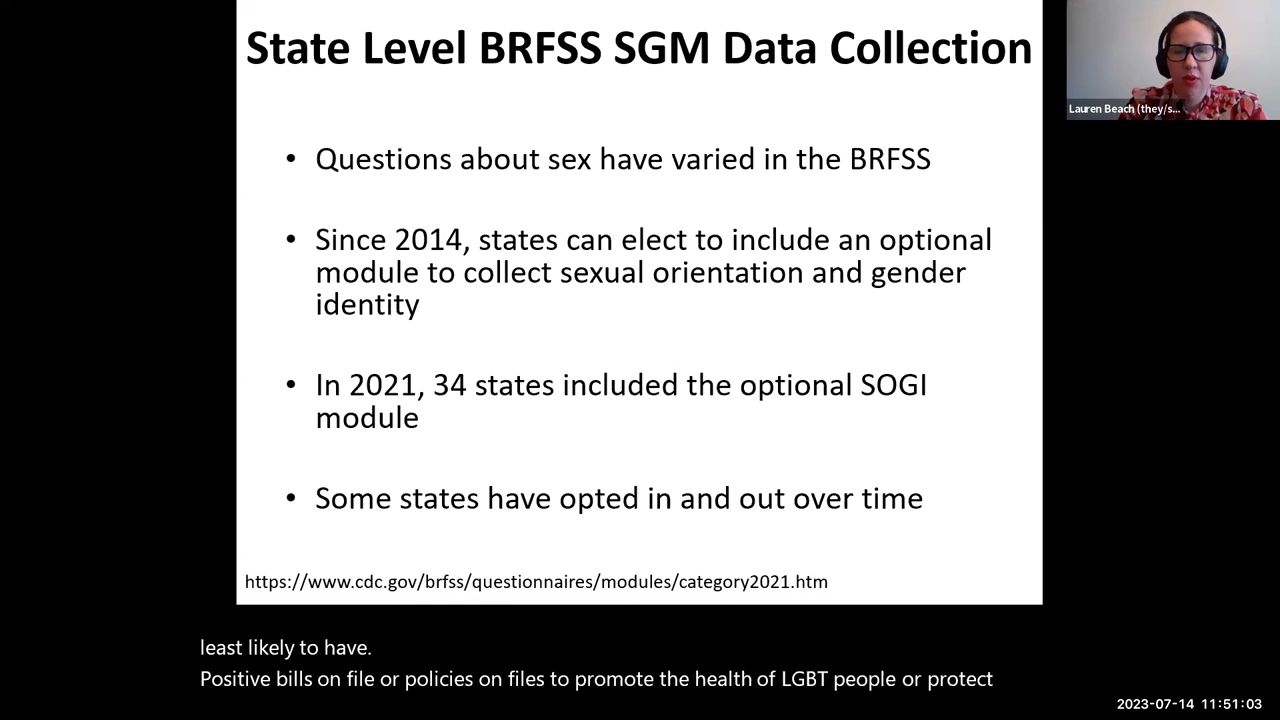 State Level BRFSS SGM Data Collection
Lauren Beach (they/s...
• Questions about sex have varied in the BRFSS
• Since 2014, states can elect to include an optional
module to collect sexual orientation and gender
identity
• In 2021, 34 states included the optional SOGI
module
• Some states have opted in and out over time
https://www.cdc.gov/brfss/questionnaires/modules/category2021.htm
least likely to have.
Positive bills on file or policies on files to promote the health of LGBT people or protect
2023-07-14 11:51:03